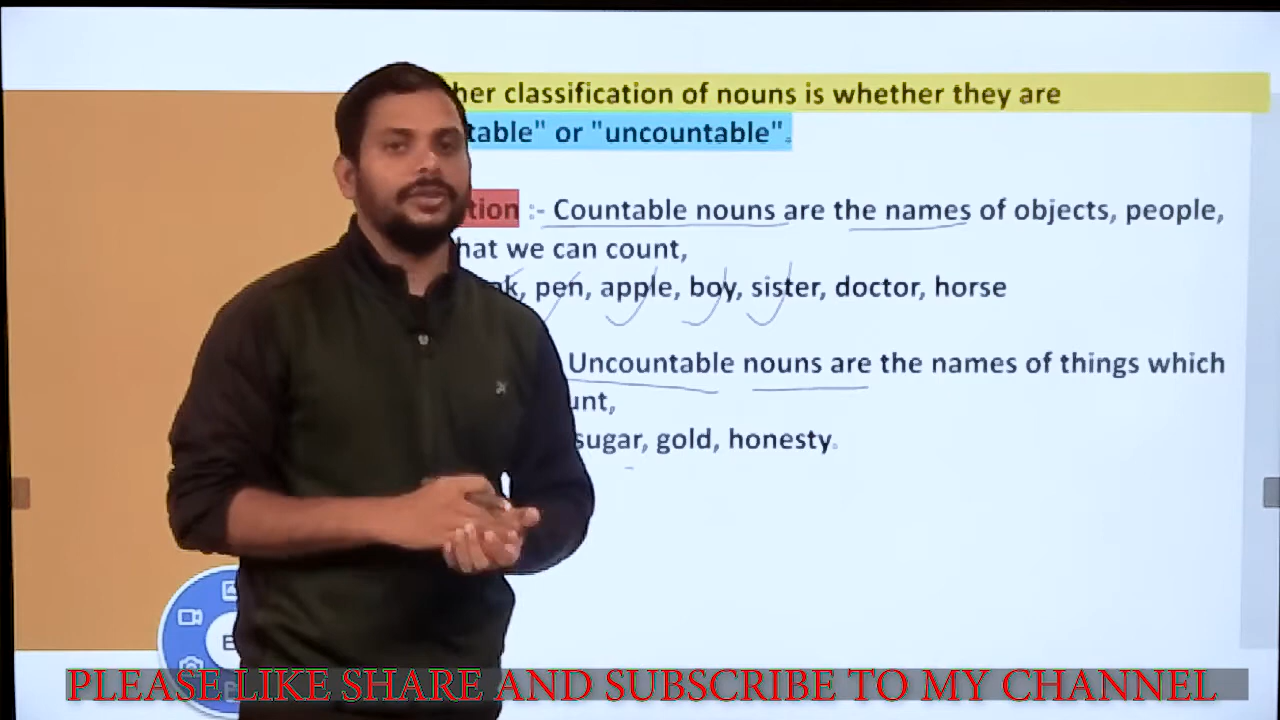 her classification of nouns is whether they are
table" or "uncountable".
tion :- Countable nouns are the names of objects, people,
hat we can count,
k, pen, apple, boy, sister, doctor, horse
Uncountable nouns are the names of things which
unt,
sugar, gold, honesty.
PLEASE LIKE SHARE AND SUBSCRIBE TO MY CHANNEL